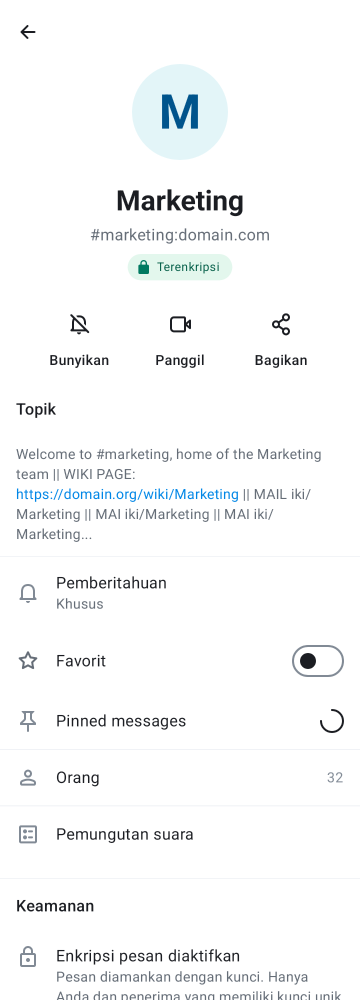 M
Marketing
#marketing:domain.com
Terenkripsi
Bunyikan Panggil Bagikan
Topik
Welcome to #marketing, home of the Marketing
team || WIKI PAGE:
https://domain.org/wiki/Marketing || MAIL iki/
Marketing || MAI iki/Marketing || MAI iki/
Marketing...
Pemberitahuan
Khusus
Favorit
Pinned messages
Orang 32
Pemungutan suara
Keamanan
Enkripsi pesan diaktifkan
Pesan diamankan dengan kunci. Hanya
Anda dan penerima yang memiliki kunci unik